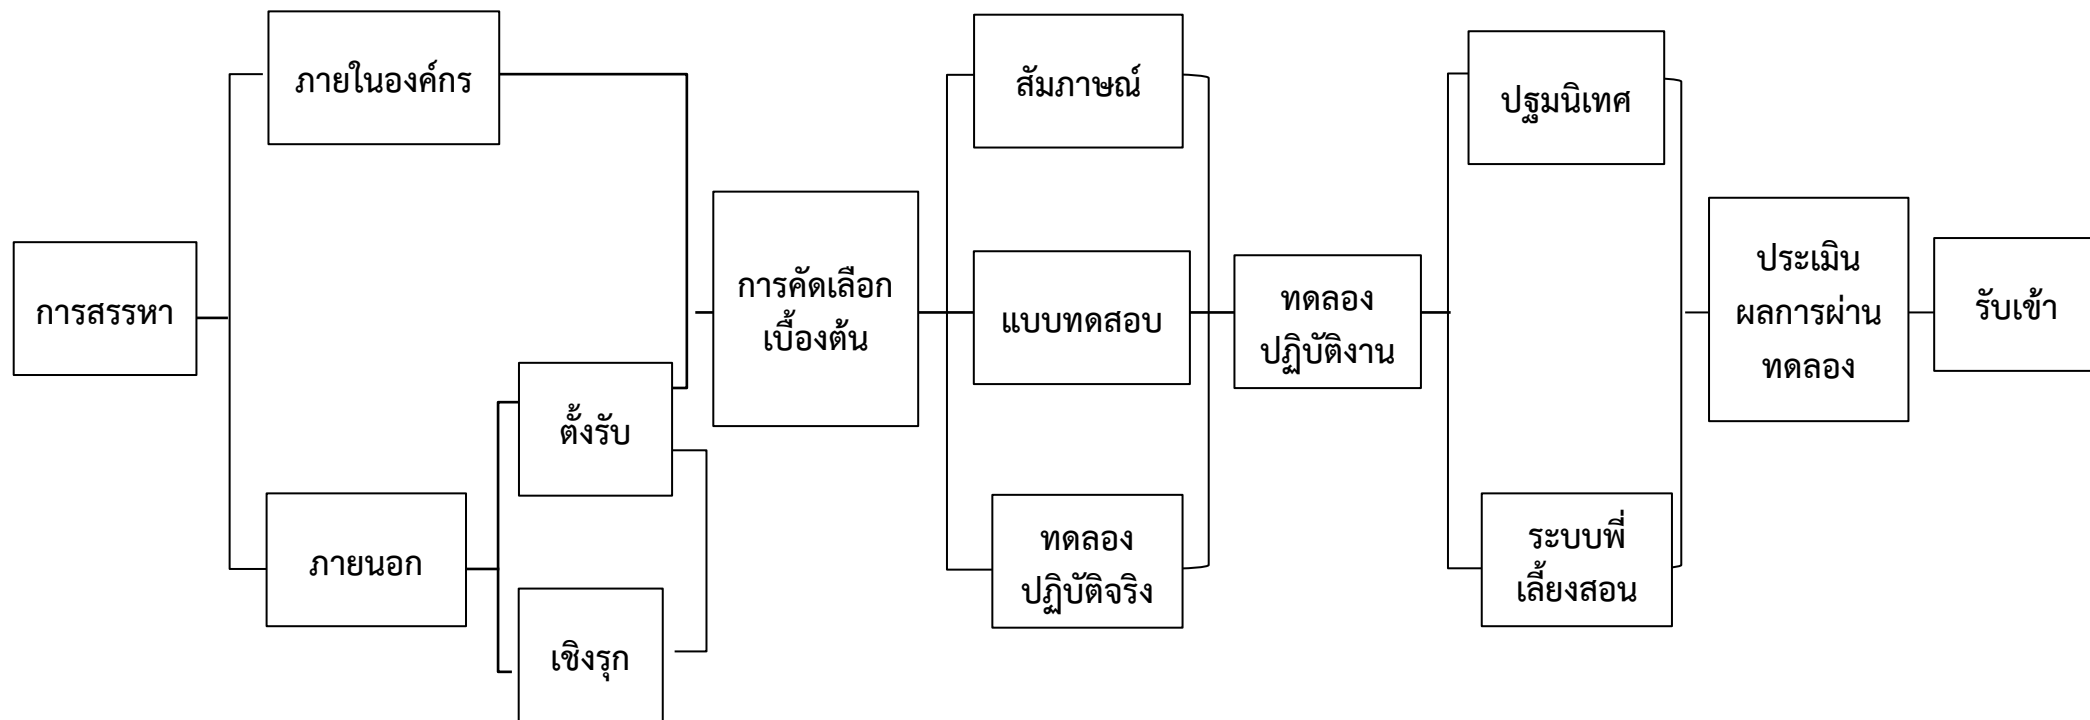 การสรรหา
ภายในองค์กร
ภายนอก
ตั้งรับ
เชิงรุก
การคัดเลือก
เบื้องต้น
สัมภาษณ์
แบบทดสอบ
ทดลอง
ปฏิบัติจริง
ทดลอง
ปฏิบัติงาน
ปฐมนิเทศ
ระบบพี่
เลี้ยงสอน
ประเมิน
ผลการผ่าน
ทดลอง
รับเข้า